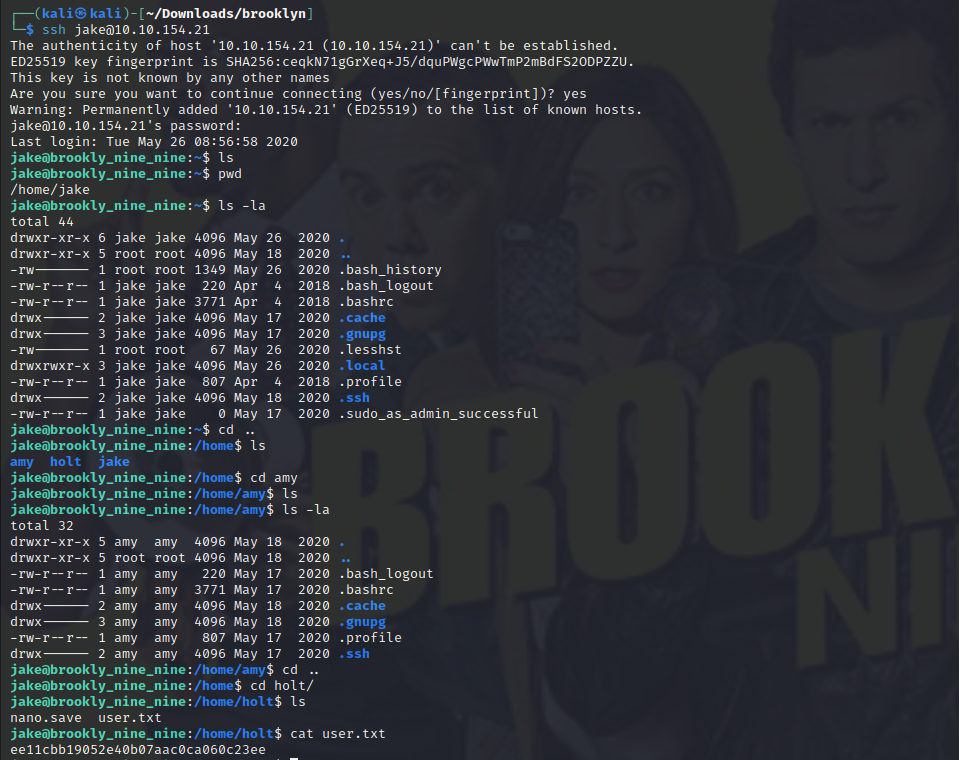 ┌──(kali㉿kali)-[~/Downloads/brooklyn]
└─$ ssh jake@10.10.154.21
The authenticity of host '10.10.154.21 (10.10.154.21)' can't be established.
ED25519 key fingerprint is SHA256:ceqkN71gGrXeq+J5/dquPWgcPWwTmP2mBdFS2ODPZZU.
This key is not known by any other names
Are you sure you want to continue connecting (yes/no/[fingerprint])? yes
Warning: Permanently added '10.10.154.21' (ED25519) to the list of known hosts.
jake@10.10.154.21's password:
Last login: Tue May 26 08:56:58 2020
jake@brookly_nine_nine:~$ ls
jake@brookly_nine_nine:~$ pwd
/home/jake
jake@brookly_nine_nine:~$ ls -la
total 44
drwxr-xr-x 6 jake jake 4096 May 26  2020 .
drwxr-xr-x 5 root root 4096 May 18  2020 ..
-rw------- 1 root root 1349 May 26  2020 .bash_history
-rw-r--r-- 1 jake jake  220 Apr  4  2018 .bash_logout
-rw-r--r-- 1 jake jake 3771 Apr  4  2018 .bashrc
drwx------ 2 jake jake 4096 May 17  2020 .cache
drwx------ 3 jake jake 4096 May 17  2020 .gnupg
-rw------- 1 root root   67 May 26  2020 .lesshst
drwxrwxr-x 3 jake jake 4096 May 26  2020 .local
-rw-r--r-- 1 jake jake  807 Apr  4  2018 .profile
drwx------ 2 jake jake 4096 May 18  2020 .ssh
-rw-r--r-- 1 jake jake    0 May 17  2020 .sudo_as_admin_successful
jake@brookly_nine_nine:~$ cd ..
jake@brookly_nine_nine:/home$ ls
amy  holt  jake
jake@brookly_nine_nine:/home$ cd amy
jake@brookly_nine_nine:/home/amy$ ls
jake@brookly_nine_nine:/home/amy$ ls -la
total 32
drwxr-xr-x 5 amy  amy  4096 May 18  2020 .
drwxr-xr-x 5 root root 4096 May 18  2020 ..
-rw-r--r-- 1 amy  amy   220 May 17  2020 .bash_logout
-rw-r--r-- 1 amy  amy  3771 May 17  2020 .bashrc
drwx------ 2 amy  amy  4096 May 18  2020 .cache
drwx------ 3 amy  amy  4096 May 18  2020 .gnupg
-rw-r--r-- 1 amy  amy   807 May 17  2020 .profile
drwx------ 2 amy  amy  4096 May 17  2020 .ssh
jake@brookly_nine_nine:/home/amy$ cd ..
jake@brookly_nine_nine:/home$ cd holt/
jake@brookly_nine_nine:/home/holt$ ls
nano.save  user.txt
jake@brookly_nine_nine:/home/holt$ cat user.txt
ee11cbb19052e40b07aac0ca060c23ee
BROOK
NI